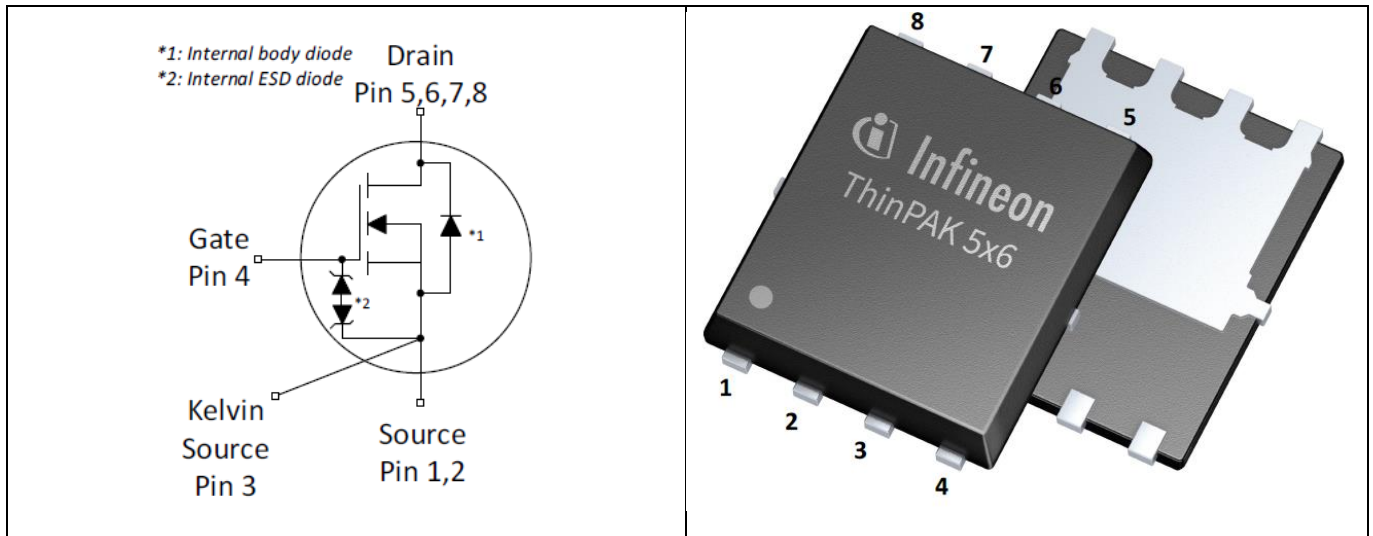 *1: Internal body diode
*2: Internal ESD diode
Drain
Pin 5,6,7,8
*1
Gate
Pin 4
*2
Kelvin
Source
Pin 3
Source
Pin 1,2
8
7
6
5
Infineon
ThinPAK 5x6
1
2
3
4